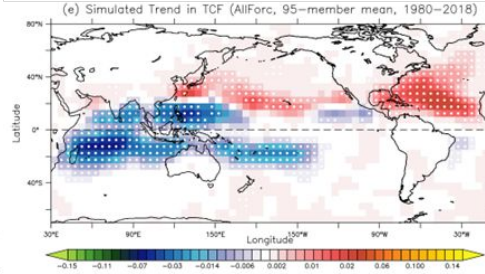 (e) Simulated Trend in TCF (AllForc, 95-member mean, 1980-2018)
80°N
40°N
0°
40°S
Latitude
30°E 90°E 150°E 150°W 90°W 30°W
Longitude
-0.15 -0.11 -0.07 -0.03 -0.014 -0.006 0.002 0.01 0.02 0.06 0.100 0.14